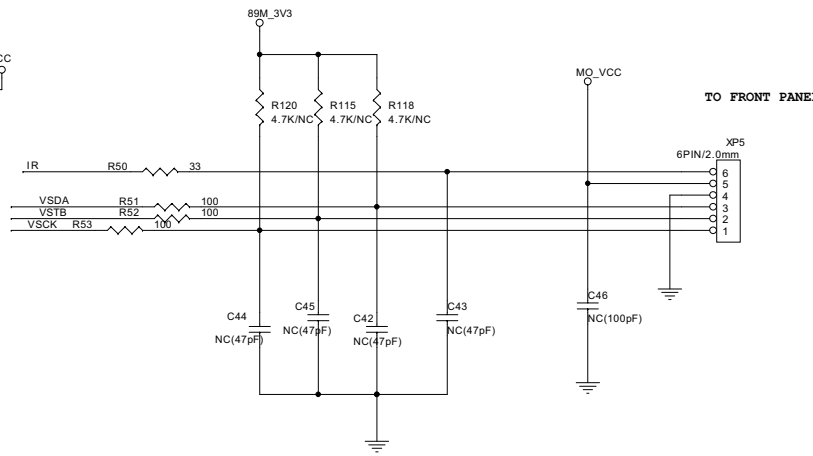 89M_3V3
CC
MO_VCC
TO FRONT PANE
R120
4.7K/NC
R115
4.7K/NC
R118
4.7K/NC
XP5
6PIN/2.0mm
IR R50 33
6
5
4
VSDA R51 100
3
VSTB R52 100
2
VSCK R53 100
1
C44
NC(47pF)
C45
NC(47pF)
C42
NC(47pF)
C43
NC(47pF)
C46
NC(100pF)